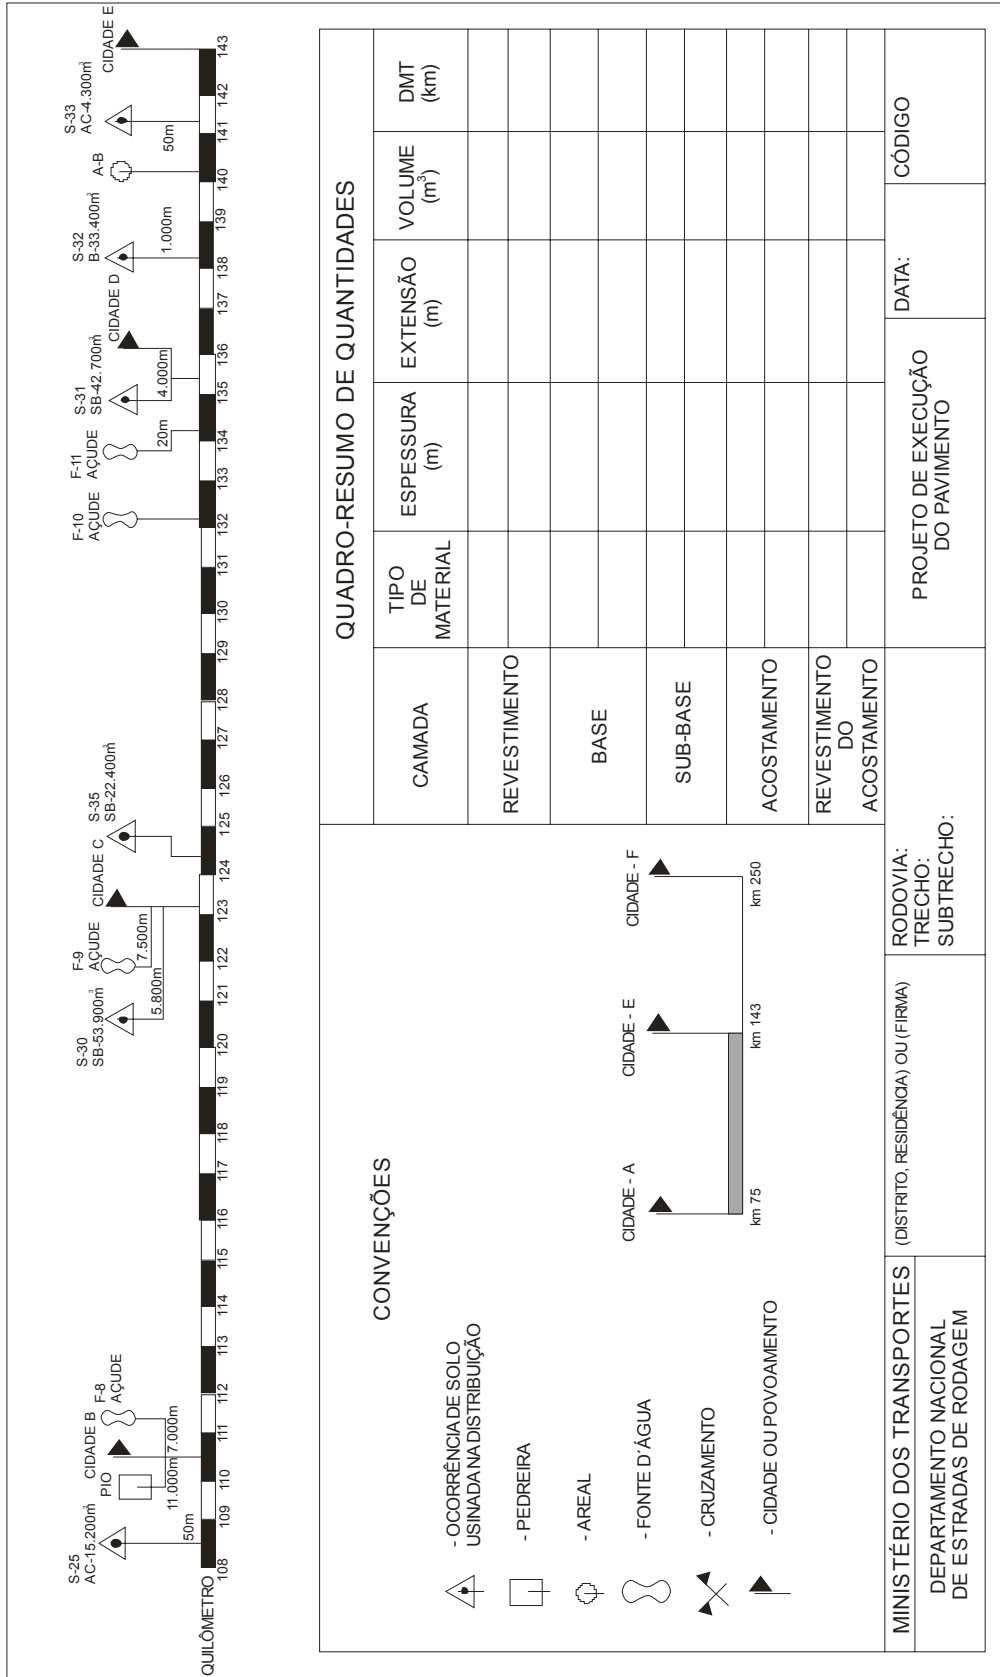 S-25
AC-15.200m³
50m
PIO
11.000m
CIDADE B
7.000m
F-8
AÇUDE
S-30
SB-53.900m³
5.800m
F-9
AÇUDE
7.500m
CIDADE C
S-35
SB-22.400m³
F-10
AÇUDE
F-11
AÇUDE
20m
S-31
SB-42.700m³
4.000m
CIDADE D
S-32
B-33.400m³
1.000m
A-B
S-33
AC-4.300m³
50m
CIDADE E
QUILÔMETRO 108 109 110 111 112 113 114 115 116 117 118 119 120 121 122 123 124 125 126 127 128 129 130 131 132 133 134 135 136 137 138 139 140 141 142 143
CONVENÇÕES
- OCORRÊNCIA DE SOLO
USINADA NA DISTRIBUIÇÃO
- PEDREIRA
- AREAL
- FONTE D´ÁGUA
- CRUZAMENTO
- CIDADE OU POVOAMENTO
CIDADE - A
CIDADE - E
CIDADE - F
km 75
km 143
km 250
QUADRO-RESUMO DE QUANTIDADES
CAMADA
TIPO
DE
MATERIAL
ESPESSURA
(m)
EXTENSÃO
(m)
VOLUME
(m³)
DMT
(km)
REVESTIMENTO
BASE
SUB-BASE
ACOSTAMENTO
REVESTIMENTO
DO
ACOSTAMENTO
MINISTÉRIO DOS TRANSPORTES
DEPARTAMENTO NACIONAL
DE ESTRADAS DE RODAGEM
(DISTRITO, RESIDÊNCIA) OU (FIRMA)
RODOVIA:
TRECHO:
SUBTRECHO:
PROJETO DE EXECUÇÃO
DO PAVIMENTO
DATA:
CÓDIGO